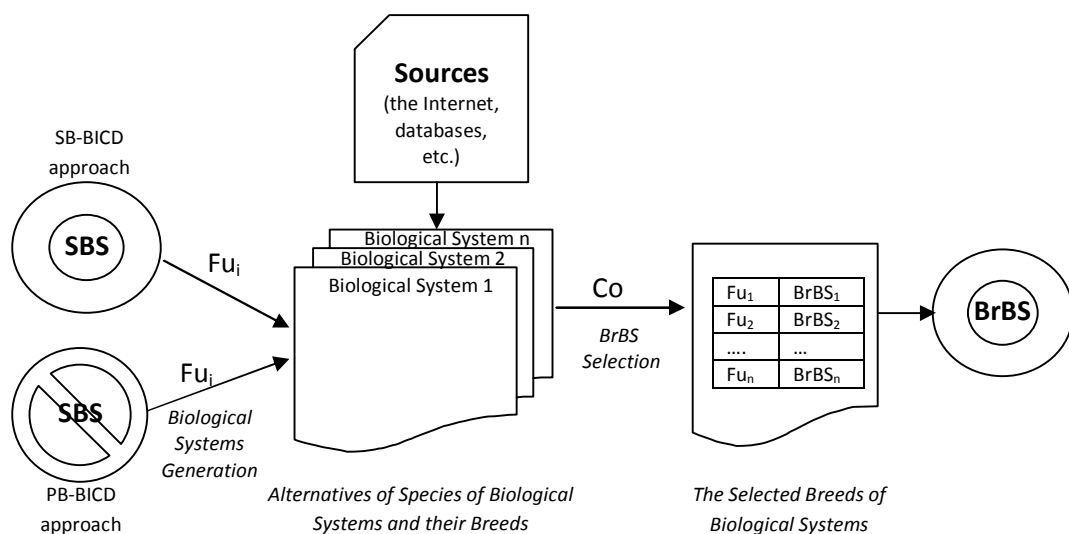 Sources
(the Internet,
databases,
etc.)
SB-BICD
approach
SBS
Fuᵢ
Biological System n
Biological System 2
Biological System 1
Co
BrBS
Selection
Fu₁ BrBS₁
Fu₂ BrBS₂
.... ...
Fuₙ BrBSₙ
BrBS
Fuᵢ
SBS
Biological
Systems
Generation
PB-BICD
approach
Alternatives of Species of Biological
Systems and their Breeds
The Selected Breeds of
Biological Systems